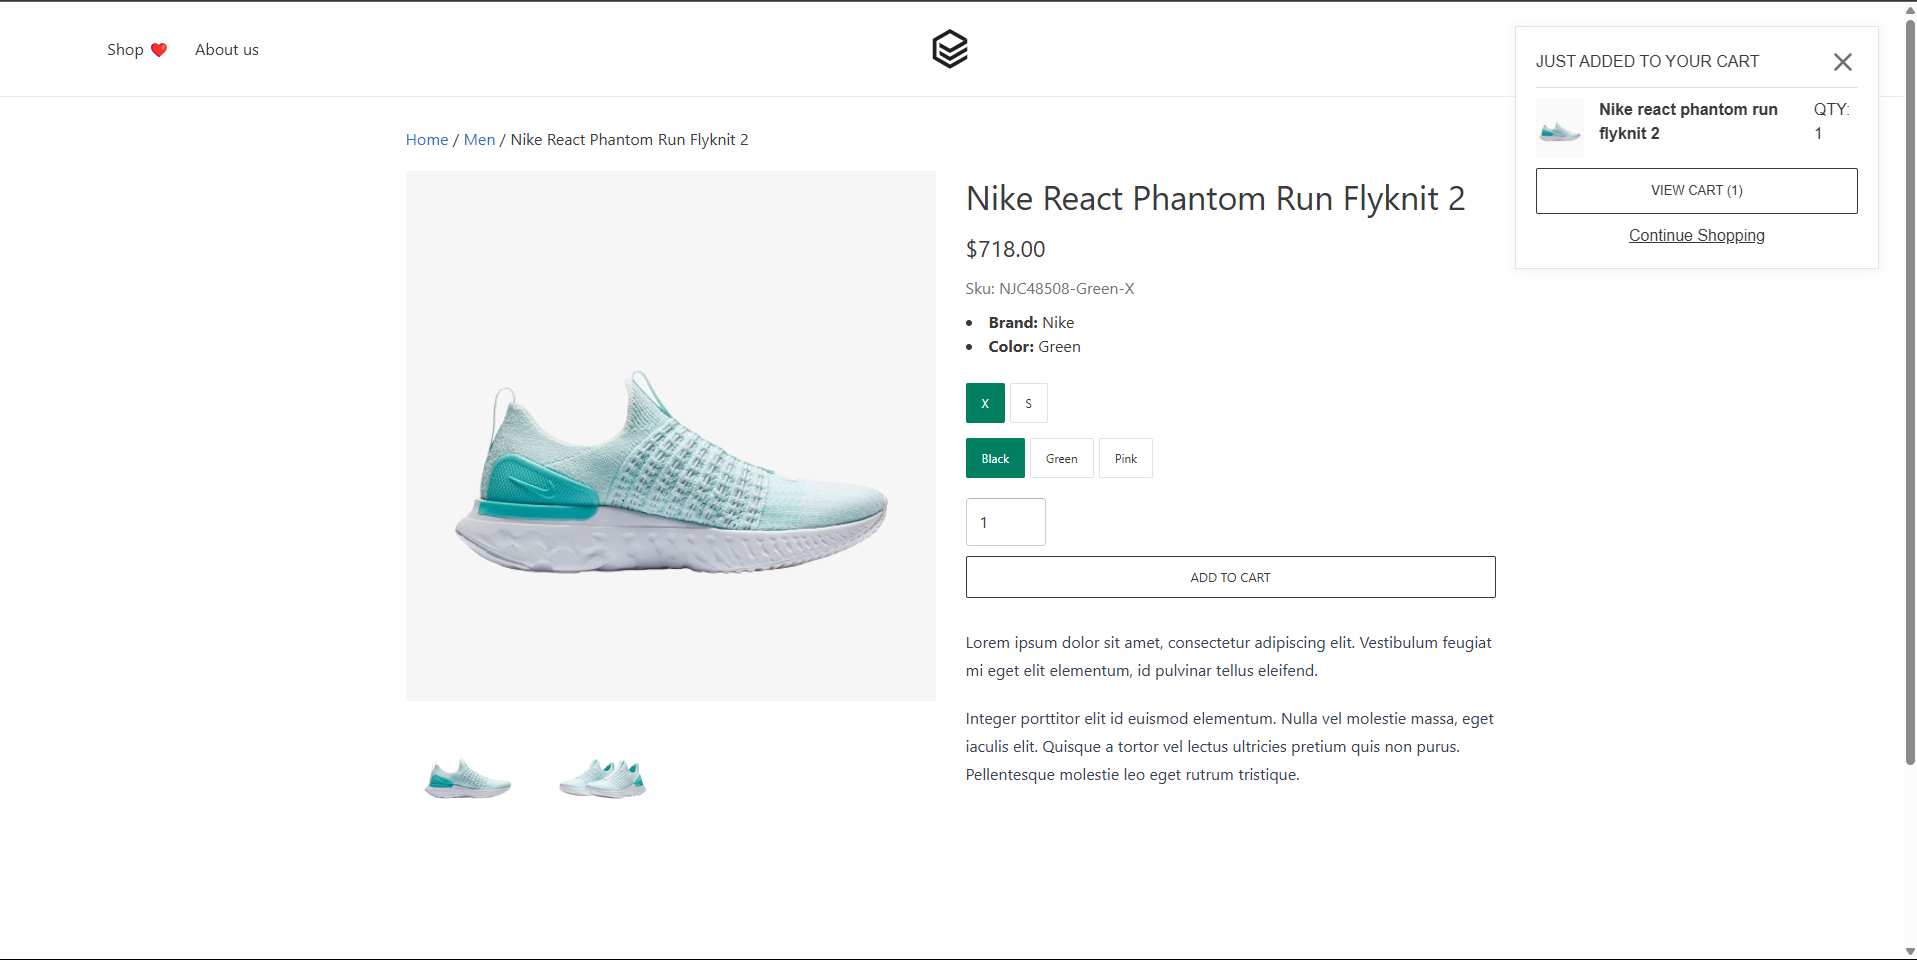 Shop ❤️ About us
JUST ADDED TO YOUR CART
Nike react phantom run
flyknit 2
QTY:
1
VIEW CART (1)
Continue Shopping
Home / Men / Nike React Phantom Run Flyknit 2
Nike React Phantom Run Flyknit 2
$718.00
Sku: NJC48508-Green-X
• Brand: Nike
• Color: Green
X S
Black Green Pink
1
ADD TO CART
Lorem ipsum dolor sit amet, consectetur adipiscing elit. Vestibulum feugiat
mi eget elit elementum, id pulvinar tellus eleifend.
Integer porttitor elit id euismod elementum. Nulla vel molestie massa, eget
iaculis elit. Quisque a tortor vel lectus ultricies pretium quis non purus.
Pellentesque molestie leo eget rutrum tristique.